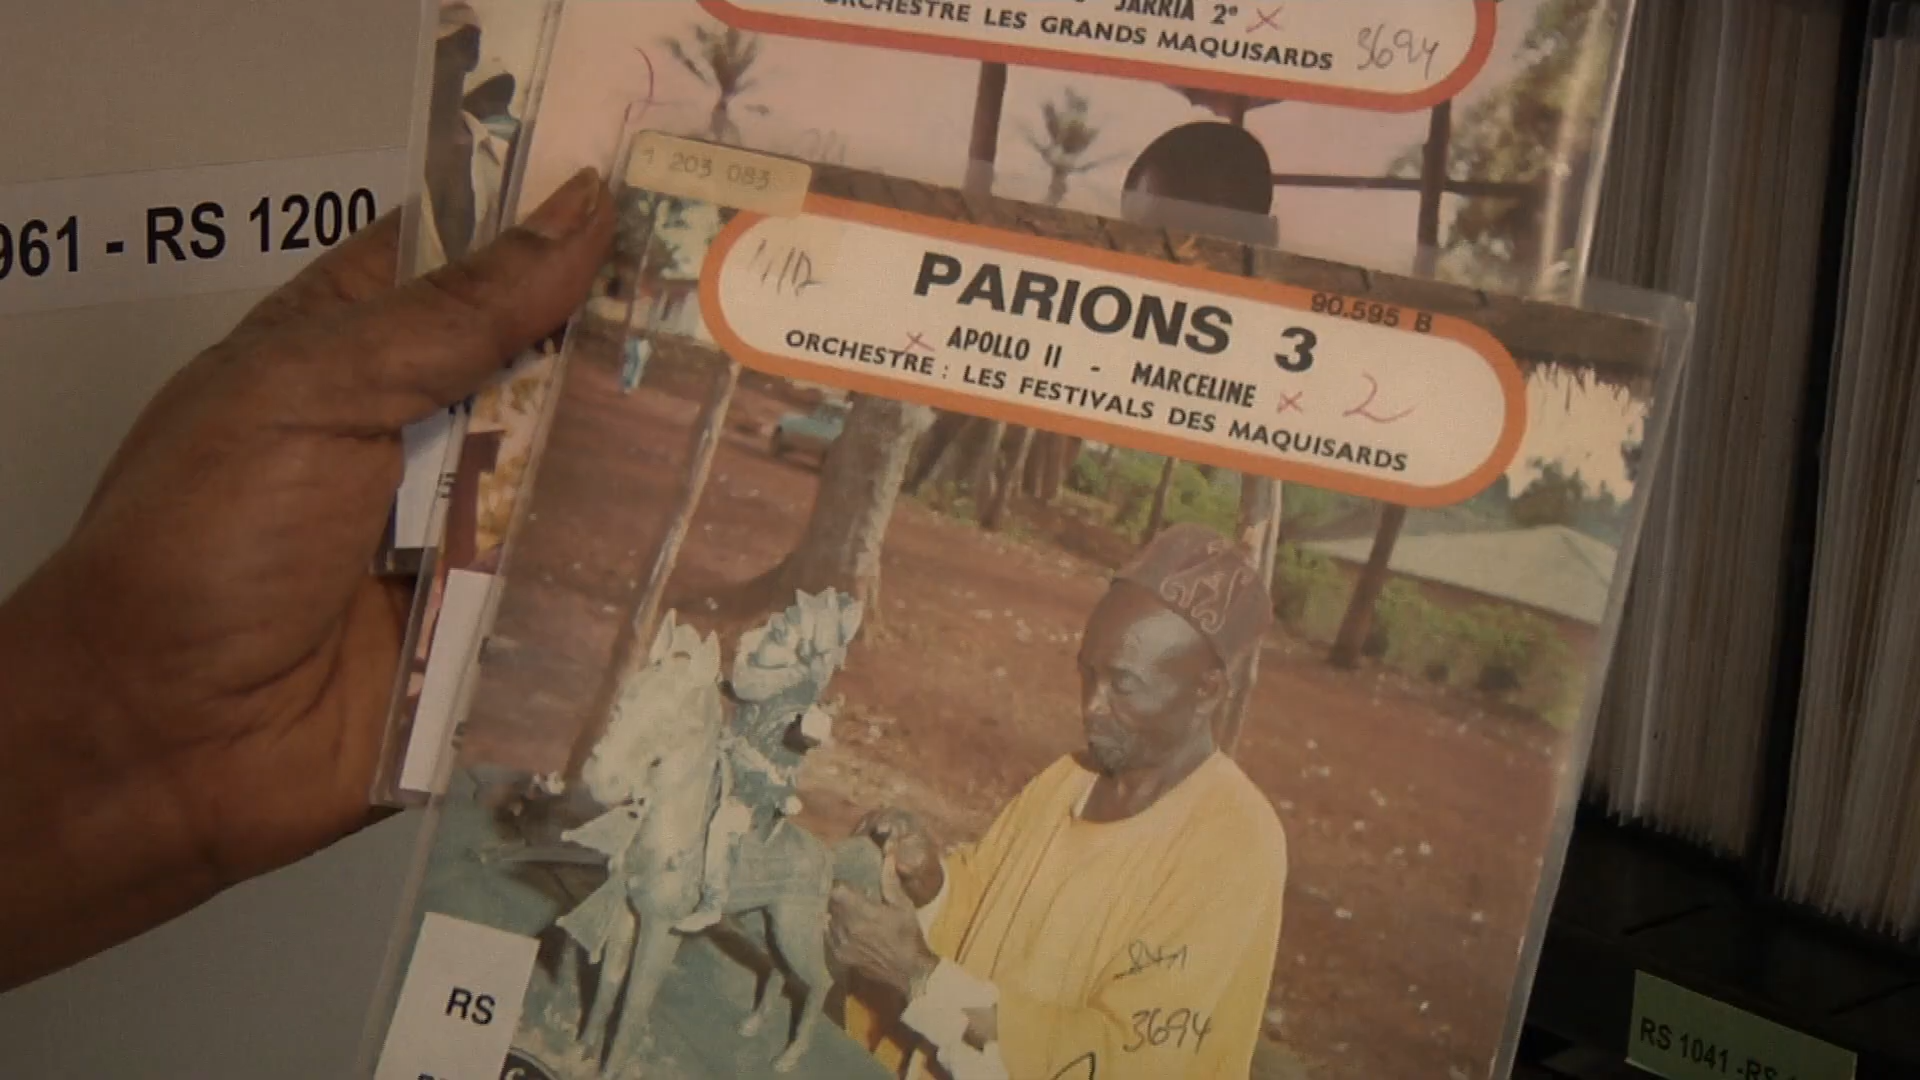 JARRIA 2º
ORCHESTRE LES GRANDS MAQUISARDS
3694
961 - RS 1200
1 203 083
PARIONS 3
90.595 B
APOLLO II - MARCELINE
2
ORCHESTRE : LES FESTIVALS DES MAQUISARDS
3694
RS
RS 1041 - RS